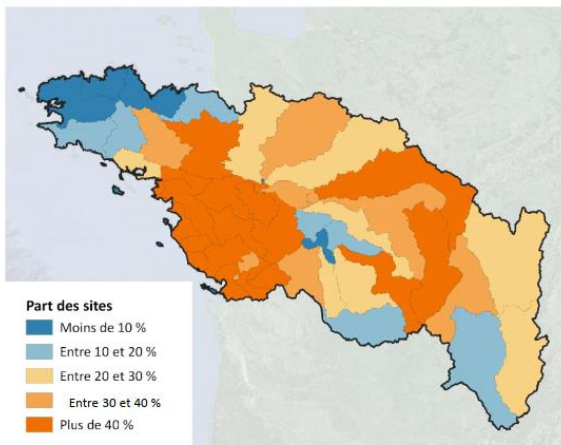 Part des sites
Moins de 10 %
Entre 10 et 20 %
Entre 20 et 30 %
Entre 30 et 40 %
Plus de 40 %